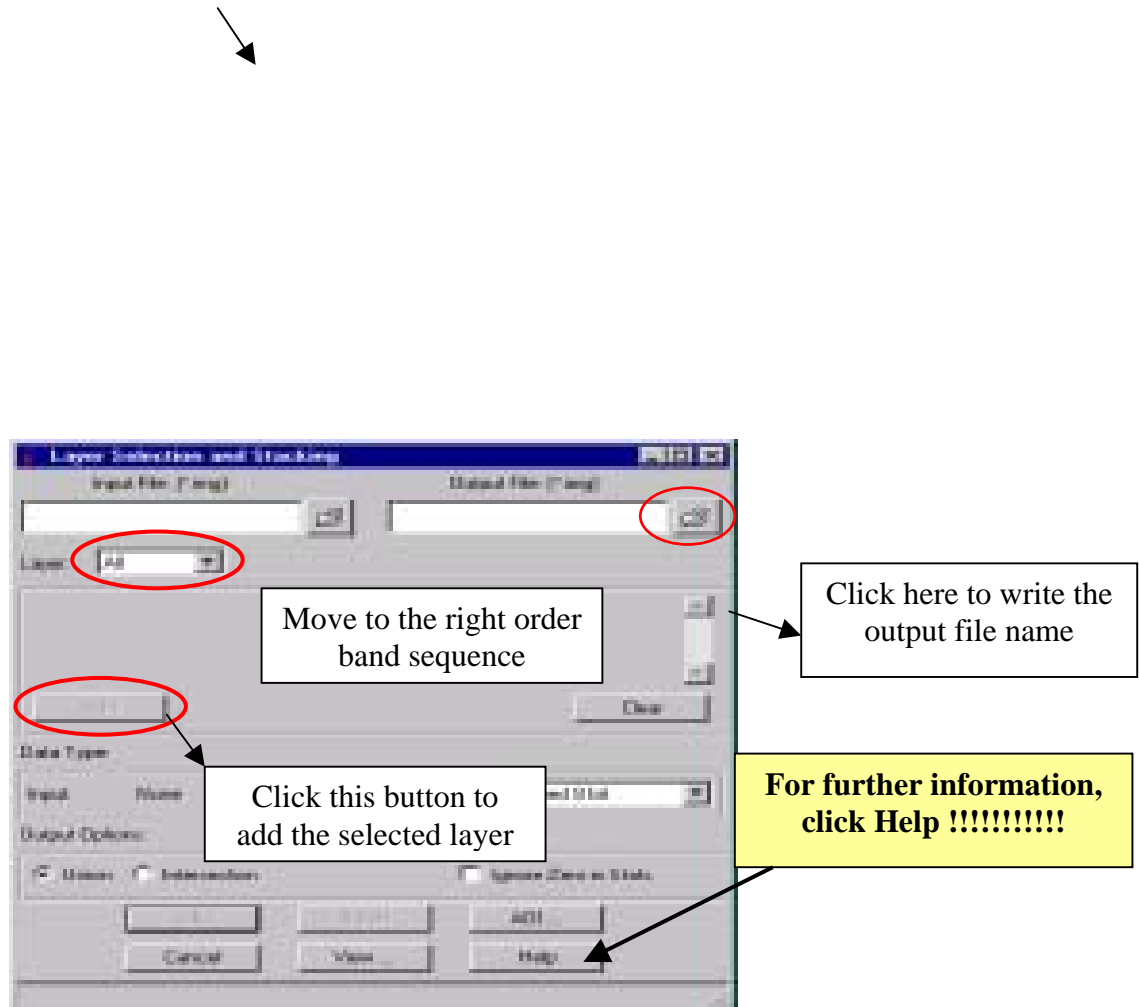 Layer Selection and Stacking
Input File: (*.img)
Output File: (*.img)
Layer:
All
Move to the right order
band sequence
Click here to write the
output file name
Clear
Data Type:
Click this button to
add the selected layer
Input:
None
For further information,
click Help !!!!!!!!!!!
Output Options:
Union
Intersection
Ignore Zero in Stats.
AOI ...
Cancel
View ...
Help